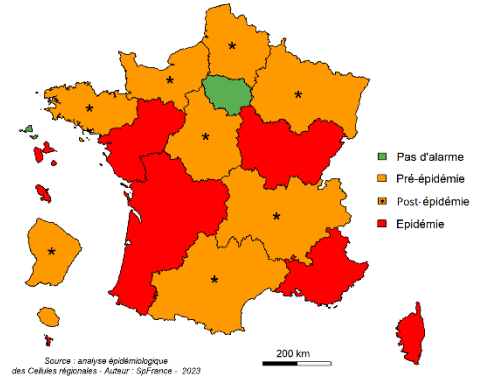 Pas d'alarme
Pré-épidémie
Post-épidémie
Epidémie
200 km
Source : analyse épidémiologique
des Cellules régionales - Auteur : SpFrance - 2023